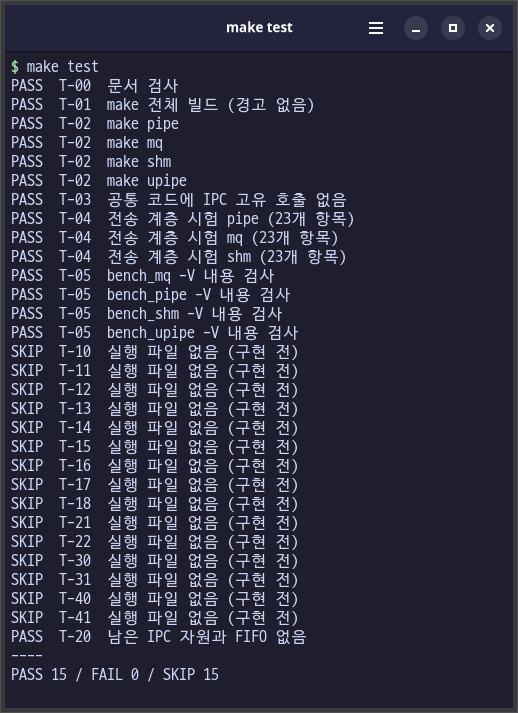 make test
$ make test
PASS  T-00  문서 검사
PASS  T-01  make 전체 빌드 (경고 없음)
PASS  T-02  make pipe
PASS  T-02  make mq
PASS  T-02  make shm
PASS  T-02  make upipe
PASS  T-03  공통 코드에 IPC 고유 호출 없음
PASS  T-04  전송 계층 시험 pipe (23개 항목)
PASS  T-04  전송 계층 시험 mq (23개 항목)
PASS  T-04  전송 계층 시험 shm (23개 항목)
PASS  T-05  bench_mq -V 내용 검사
PASS  T-05  bench_pipe -V 내용 검사
PASS  T-05  bench_shm -V 내용 검사
PASS  T-05  bench_upipe -V 내용 검사
SKIP  T-10  실행 파일 없음 (구현 전)
SKIP  T-11  실행 파일 없음 (구현 전)
SKIP  T-12  실행 파일 없음 (구현 전)
SKIP  T-13  실행 파일 없음 (구현 전)
SKIP  T-14  실행 파일 없음 (구현 전)
SKIP  T-15  실행 파일 없음 (구현 전)
SKIP  T-16  실행 파일 없음 (구현 전)
SKIP  T-17  실행 파일 없음 (구현 전)
SKIP  T-18  실행 파일 없음 (구현 전)
SKIP  T-21  실행 파일 없음 (구현 전)
SKIP  T-22  실행 파일 없음 (구현 전)
SKIP  T-30  실행 파일 없음 (구현 전)
SKIP  T-31  실행 파일 없음 (구현 전)
SKIP  T-40  실행 파일 없음 (구현 전)
SKIP  T-41  실행 파일 없음 (구현 전)
PASS  T-20  남은 IPC 자원과 FIFO 없음
----
PASS 15 / FAIL 0 / SKIP 15